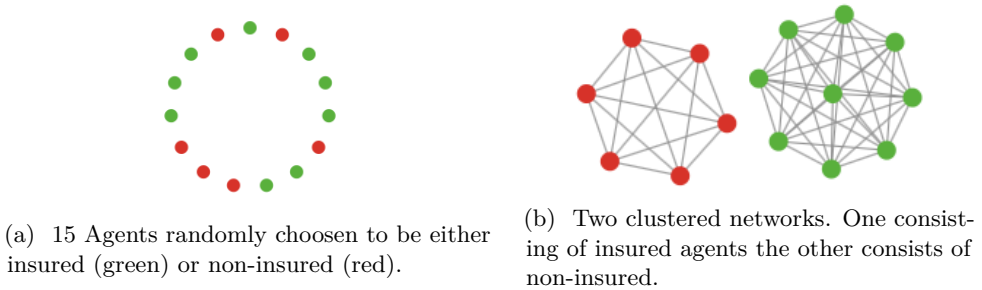 (a) 15 Agents randomly choosen to be either
insured (green) or non-insured (red).
(b) Two clustered networks. One consist-
ing of insured agents the other consists of
non-insured.